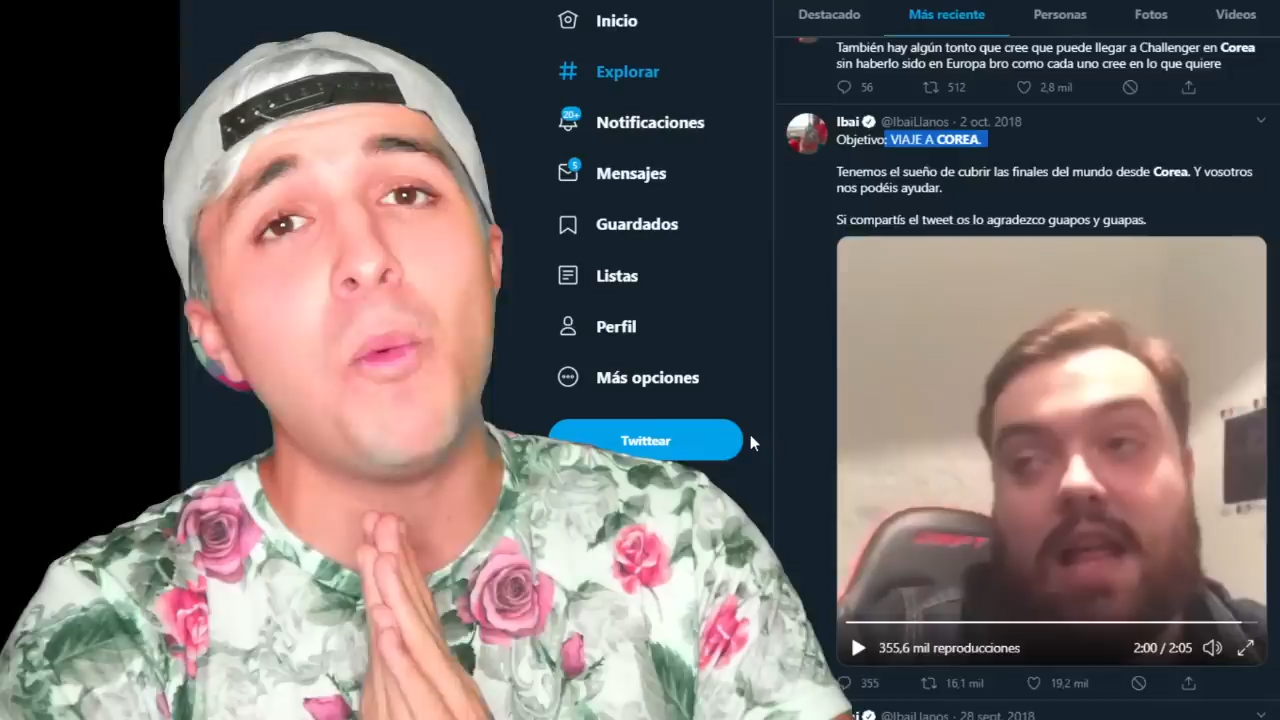 Inicio
Explorar
20+
Notificaciones
5
Mensajes
Guardados
Listas
Perfil
Más opciones
Twittear
Destacado
Más reciente
Personas
Fotos
Videos
También hay algún tonto que cree que puede llegar a Challenger en Corea
sin haberlo sido en Europa bro como cada uno cree en lo que quiere
56
512
2,8 mil
Ibai @IbaiLlanos · 2 oct. 2018
Objetivo: VIAJE A COREA.
Tenemos el sueño de cubrir las finales del mundo desde Corea. Y vosotros
nos podéis ayudar.
Si compartís el tweet os lo agradezco guapos y guapas.
355,6 mil reproducciones
2:00 / 2:05
355
16,1 mil
19,2 mil
Ibai @IbaiLlanos · 28 sept. 2018